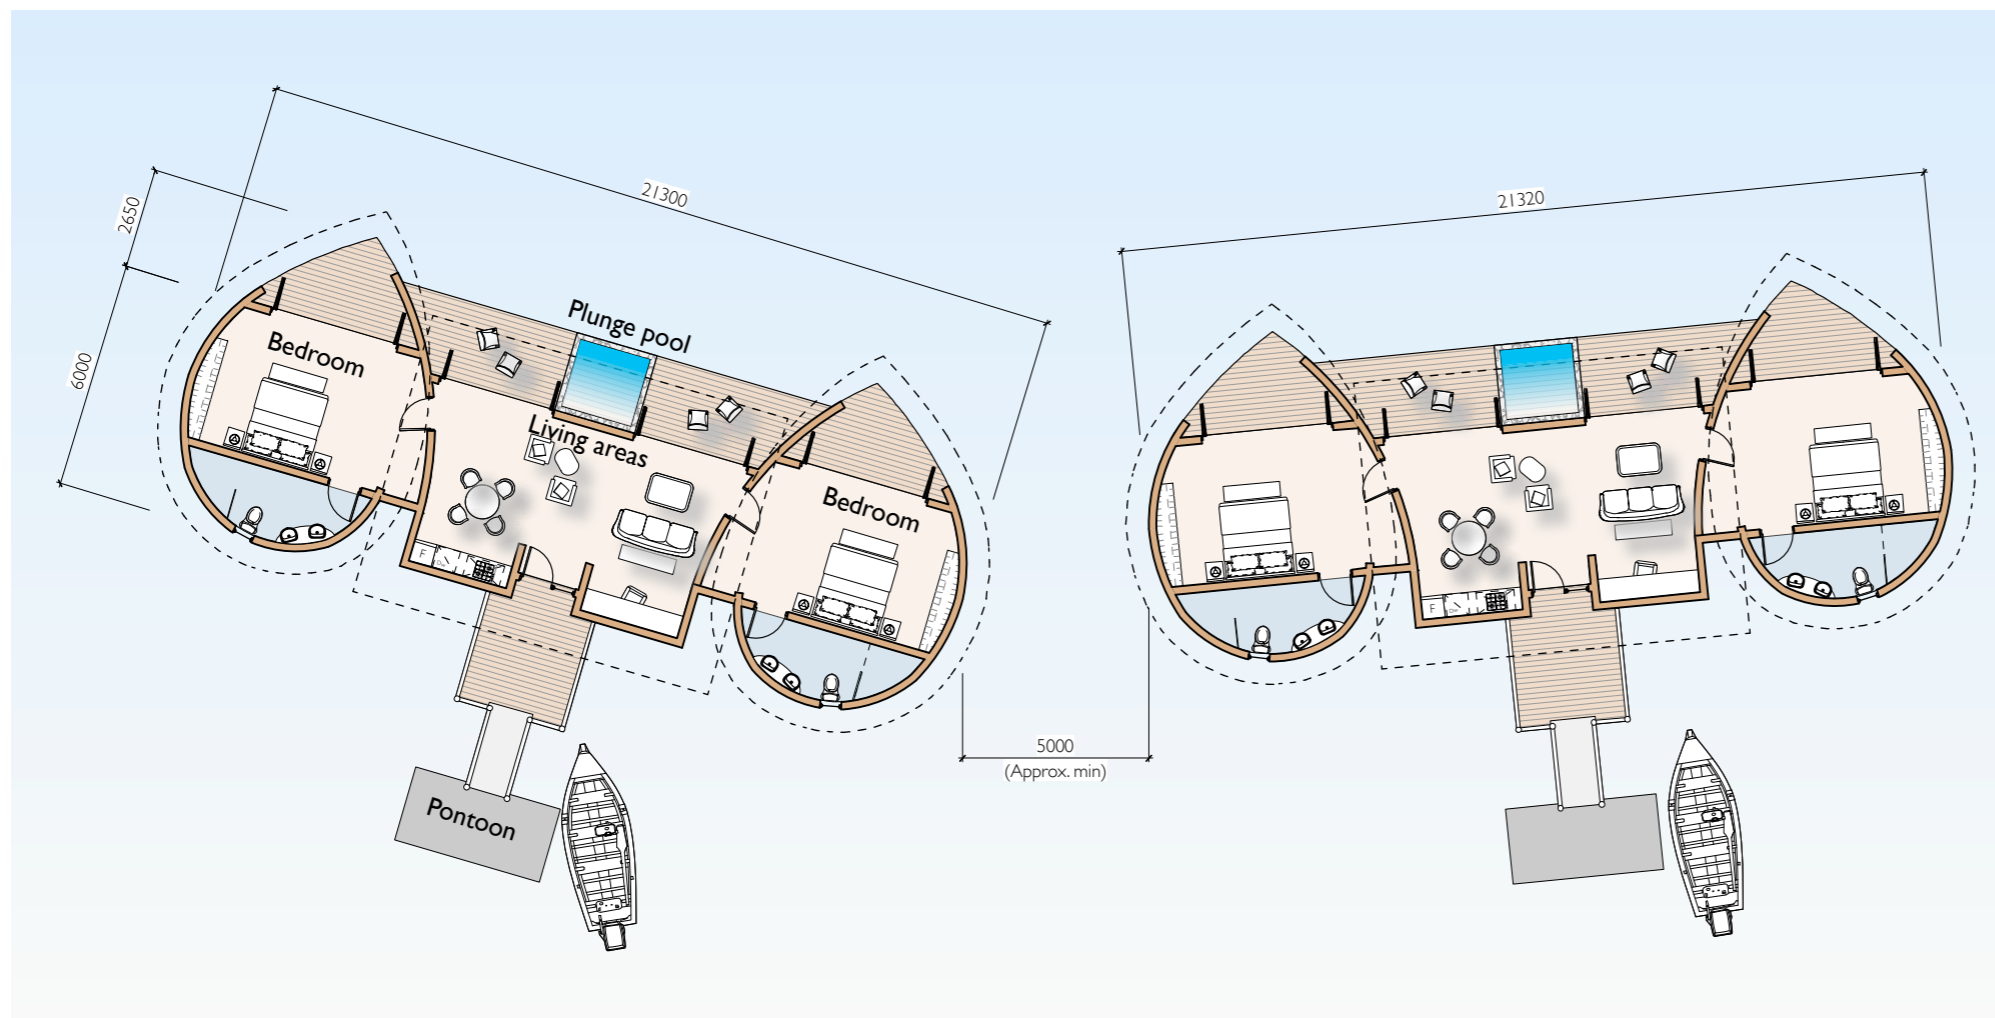 21300
21320
2650
6000
Plunge pool
Bedroom
Living areas
Bedroom
F
F
5000
(Approx. min)
Pontoon